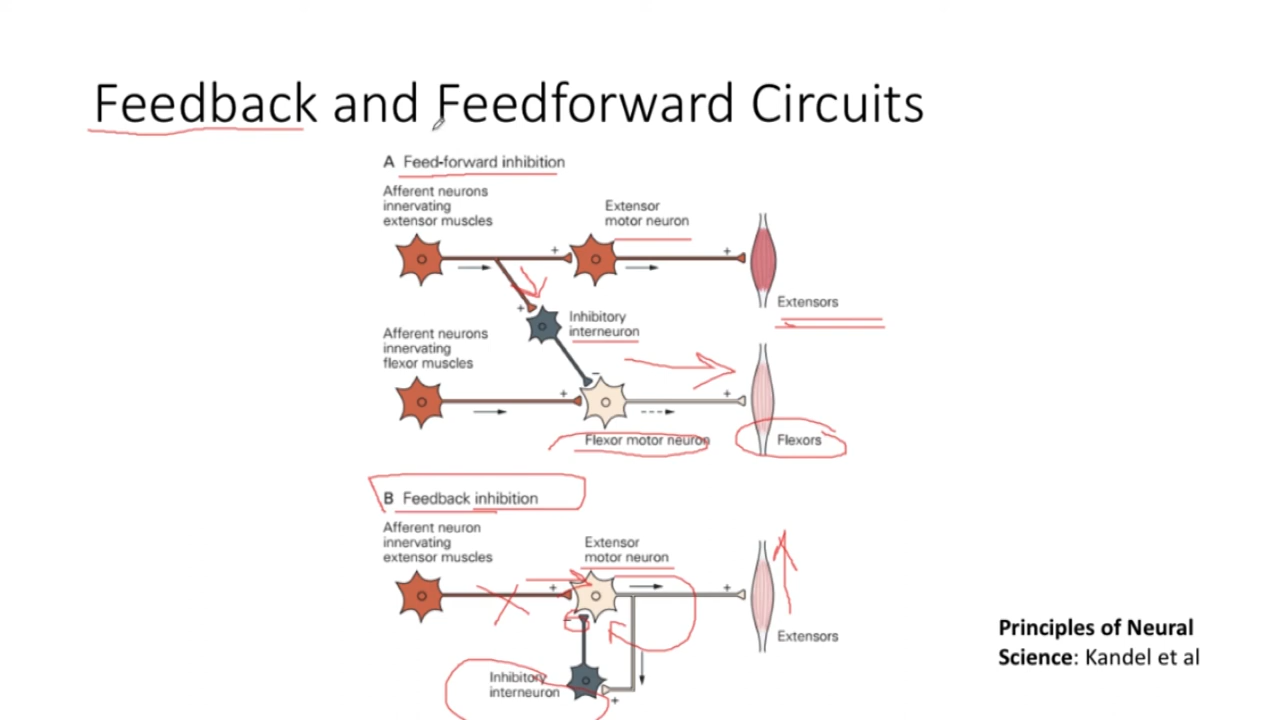 Feedback and Feedforward Circuits
A Feed-forward inhibition
Afferent neurons
innervating
extensor muscles
Extensor
motor neuron
+
+
Extensors
+
Inhibitory
interneuron
Afferent neurons
innervating
flexor muscles
−
+
+
Flexor motor neuron
Flexors
B Feedback inhibition
Afferent neuron
innervating
extensor muscles
Extensor
motor neuron
+
+
−
Extensors
Inhibitory
interneuron
+
Principles of Neural
Science: Kandel et al